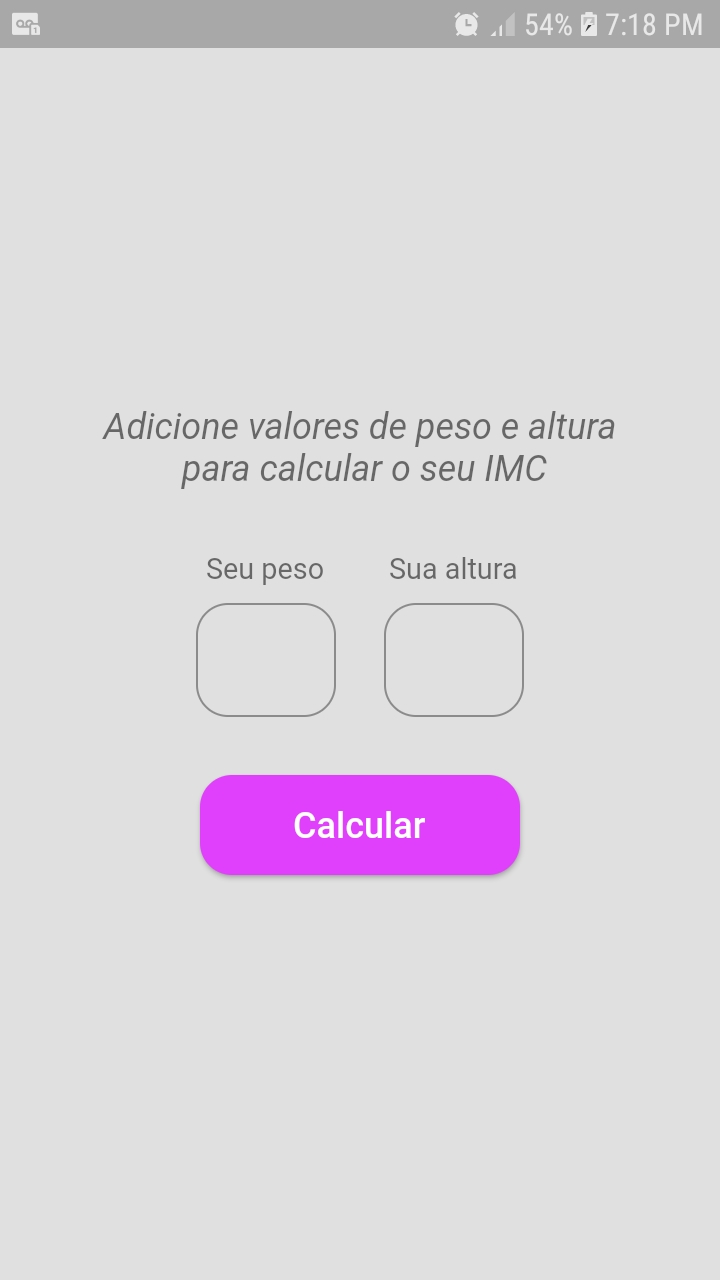 54% 7:18 PM
Adicione valores de peso e altura
para calcular o seu IMC
Seu peso Sua altura
Calcular